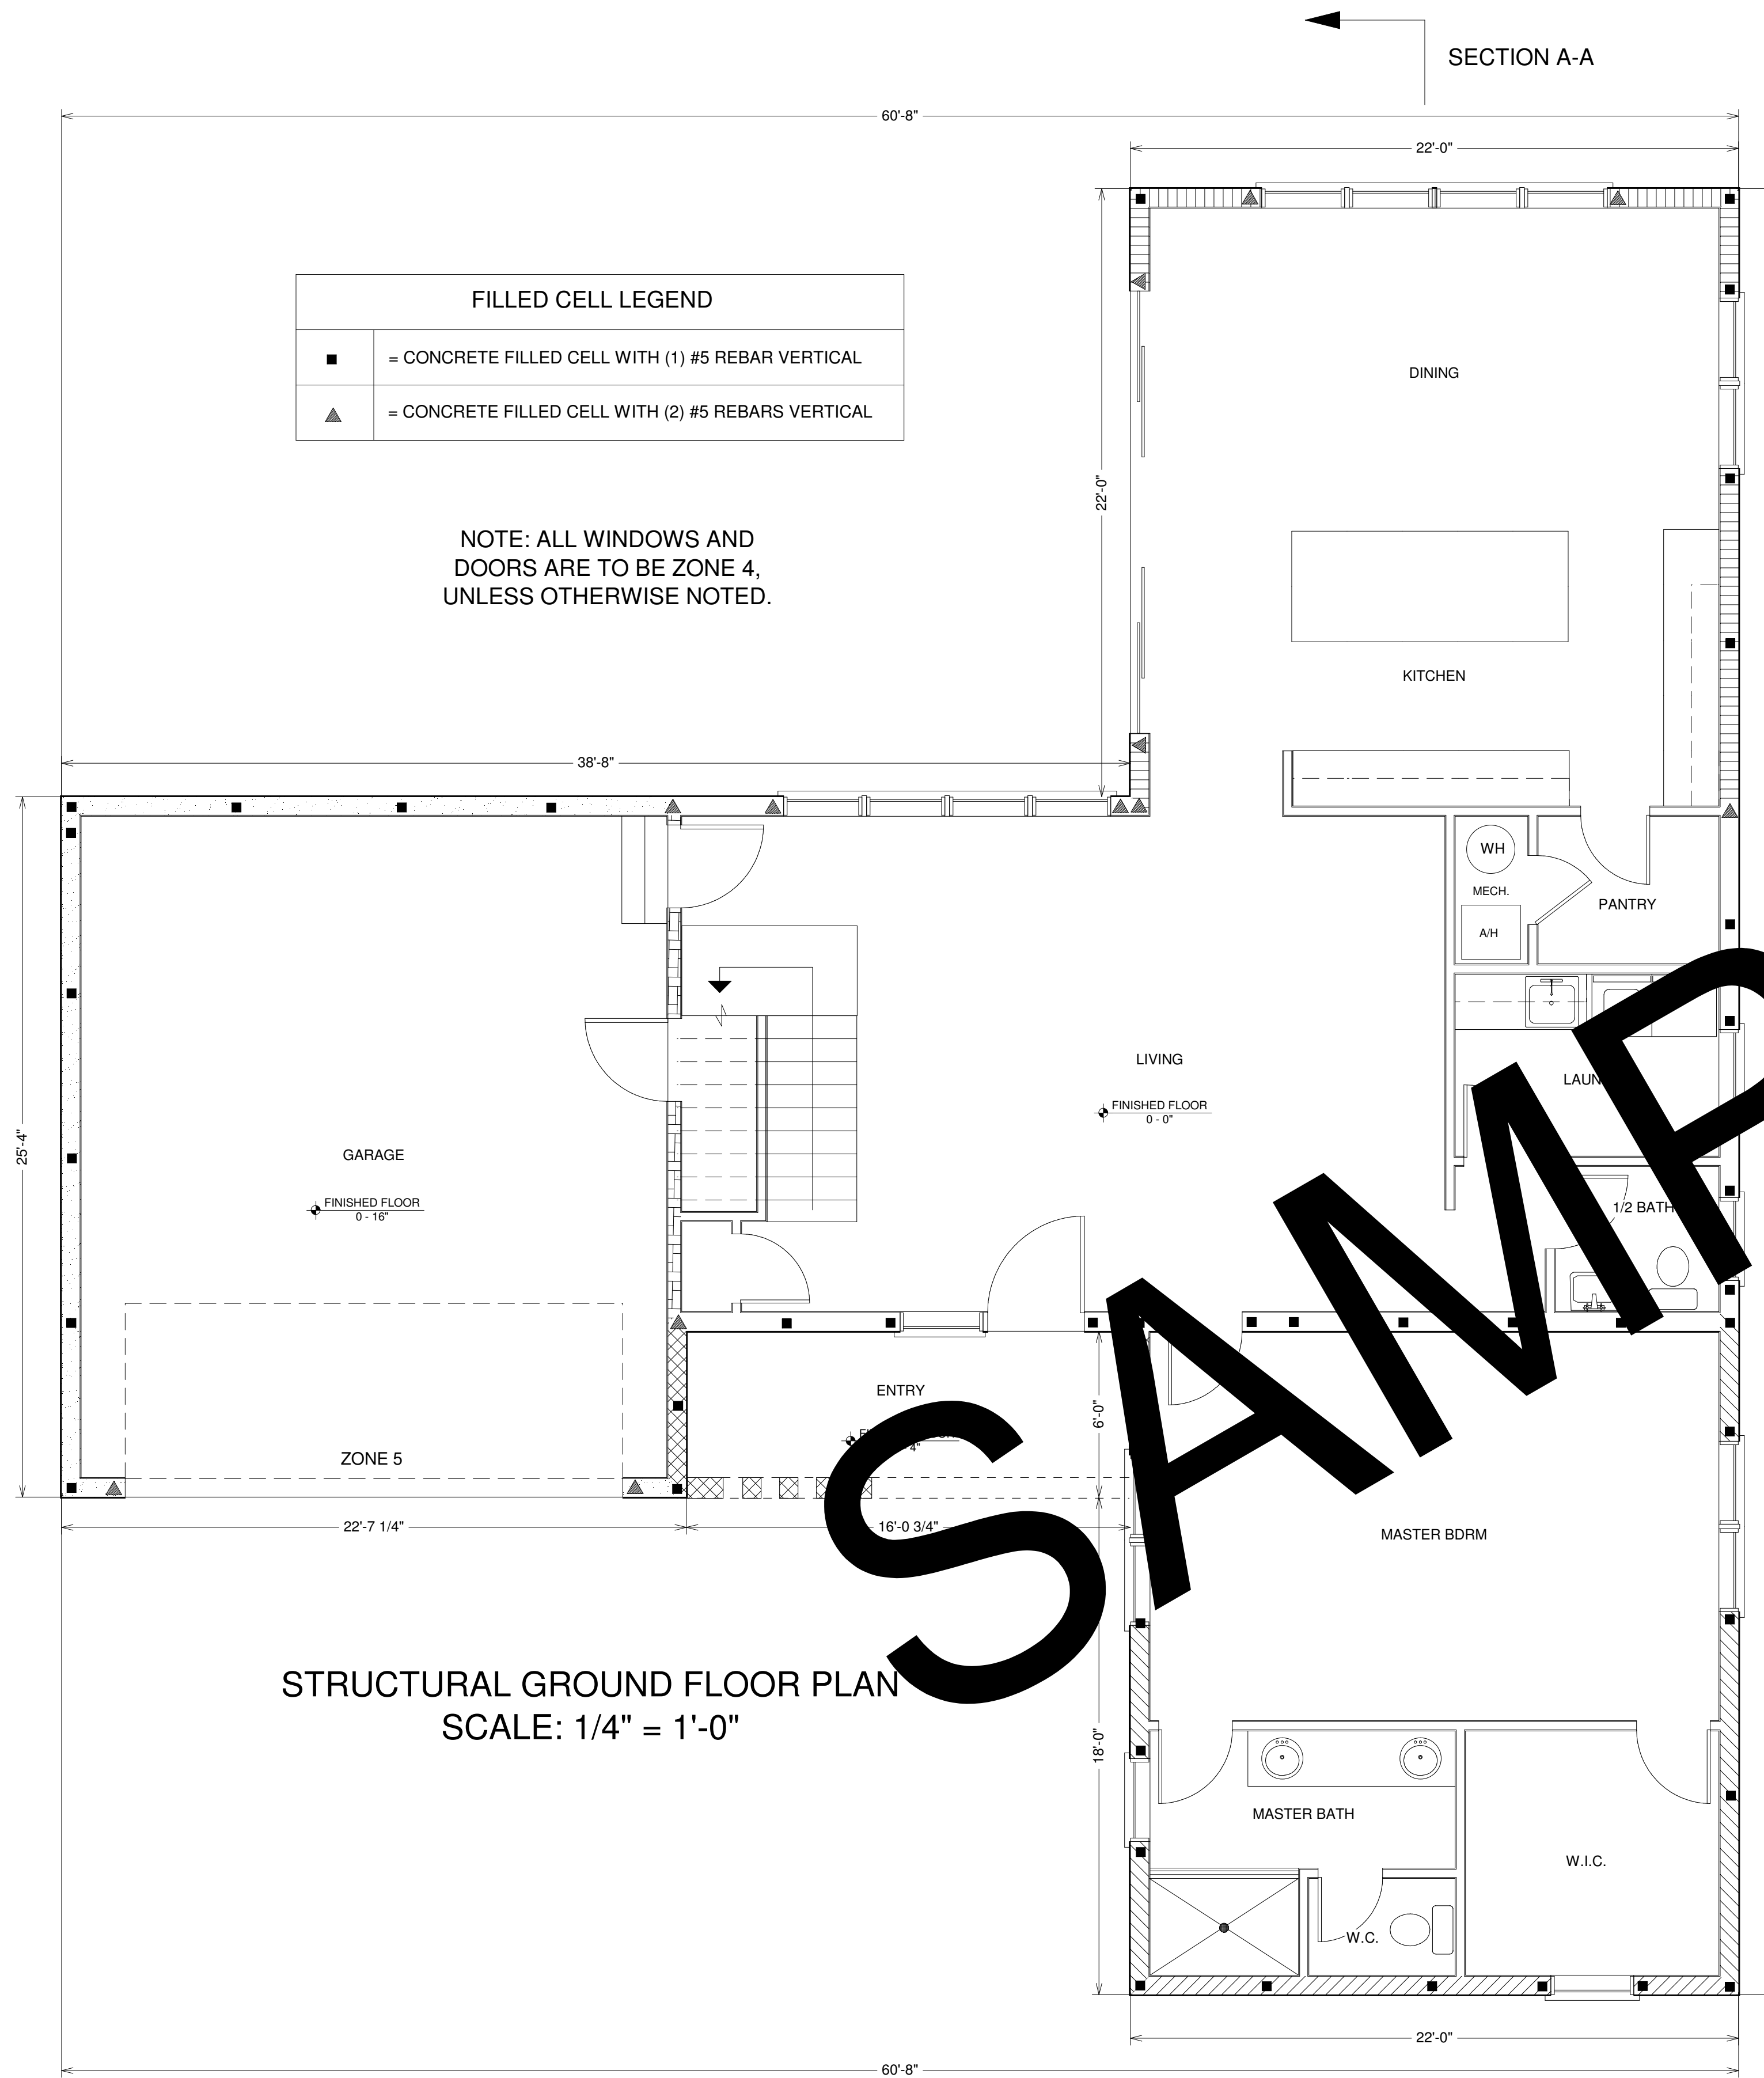 SECTION A-A
60'-8"
22'-0"
FILLED CELL LEGEND
= CONCRETE FILLED CELL WITH (1) #5 REBAR VERTICAL
= CONCRETE FILLED CELL WITH (2) #5 REBARS VERTICAL
DINING
22'-0"
NOTE: ALL WINDOWS AND
DOORS ARE TO BE ZONE 4,
UNLESS OTHERWISE NOTED.
KITCHEN
38'-8"
WH
MECH.
PANTRY
A/H
LIVING
LAUN
FINISHED FLOOR
0 - 0"
25'-4"
GARAGE
FINISHED FLOOR
0 - 16"
1/2 BATH
ENTRY
4"
6'-0"
ZONE 5
22'-7 1/4"
16'-0 3/4"
MASTER BDRM
SAMP
STRUCTURAL GROUND FLOOR PLAN
SCALE: 1/4" = 1'-0"
18'-0"
MASTER BATH
W.I.C.
W.C.
22'-0"
60'-8"